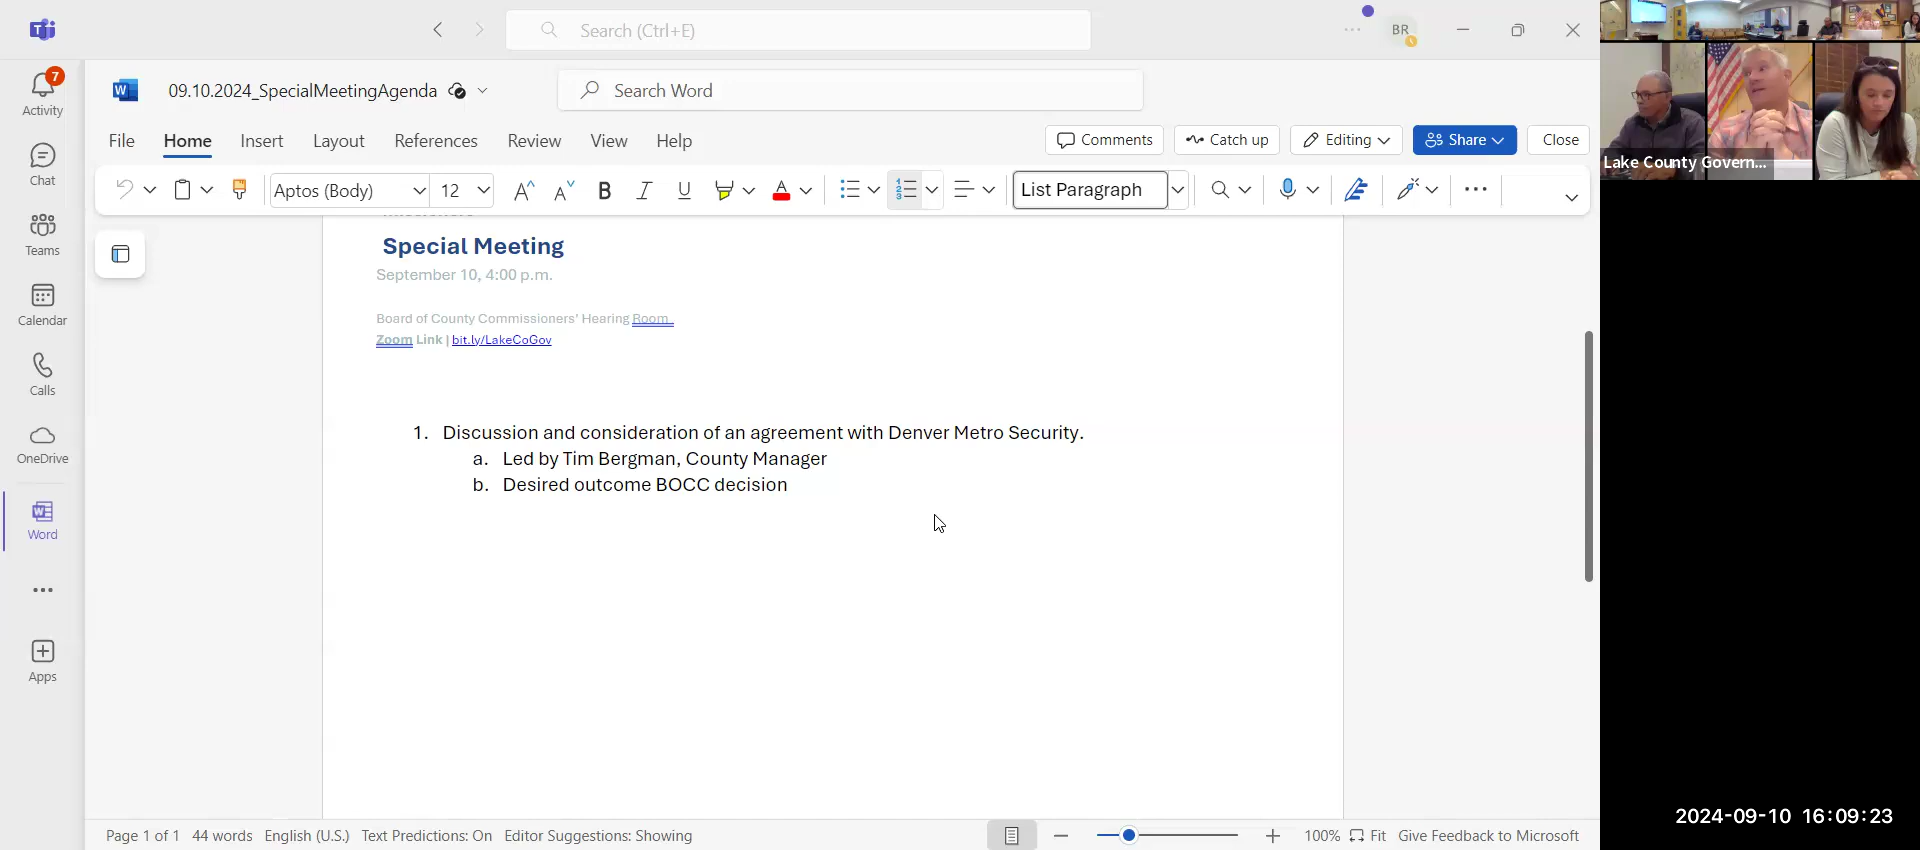 Search (Ctrl+E)
BR
7
Activity
Chat
Teams
Calendar
Calls
OneDrive
Word
Apps
09.10.2024_SpecialMeetingAgenda
Search Word
File Home Insert Layout References Review View Help
Comments Catch up Editing Share Close
Aptos (Body) 12 List Paragraph
Special Meeting
September 10, 4:00 p.m.
Board of County Commissioners' Hearing Room
Zoom Link | bit.ly/LakeCoGov
1. Discussion and consideration of an agreement with Denver Metro Security.
a. Led by Tim Bergman, County Manager
b. Desired outcome BOCC decision
Page 1 of 1 44 words English (U.S.) Text Predictions: On Editor Suggestions: Showing
100% Fit Give Feedback to Microsoft
Lake County Govern...
2024-09-10 16:09:23